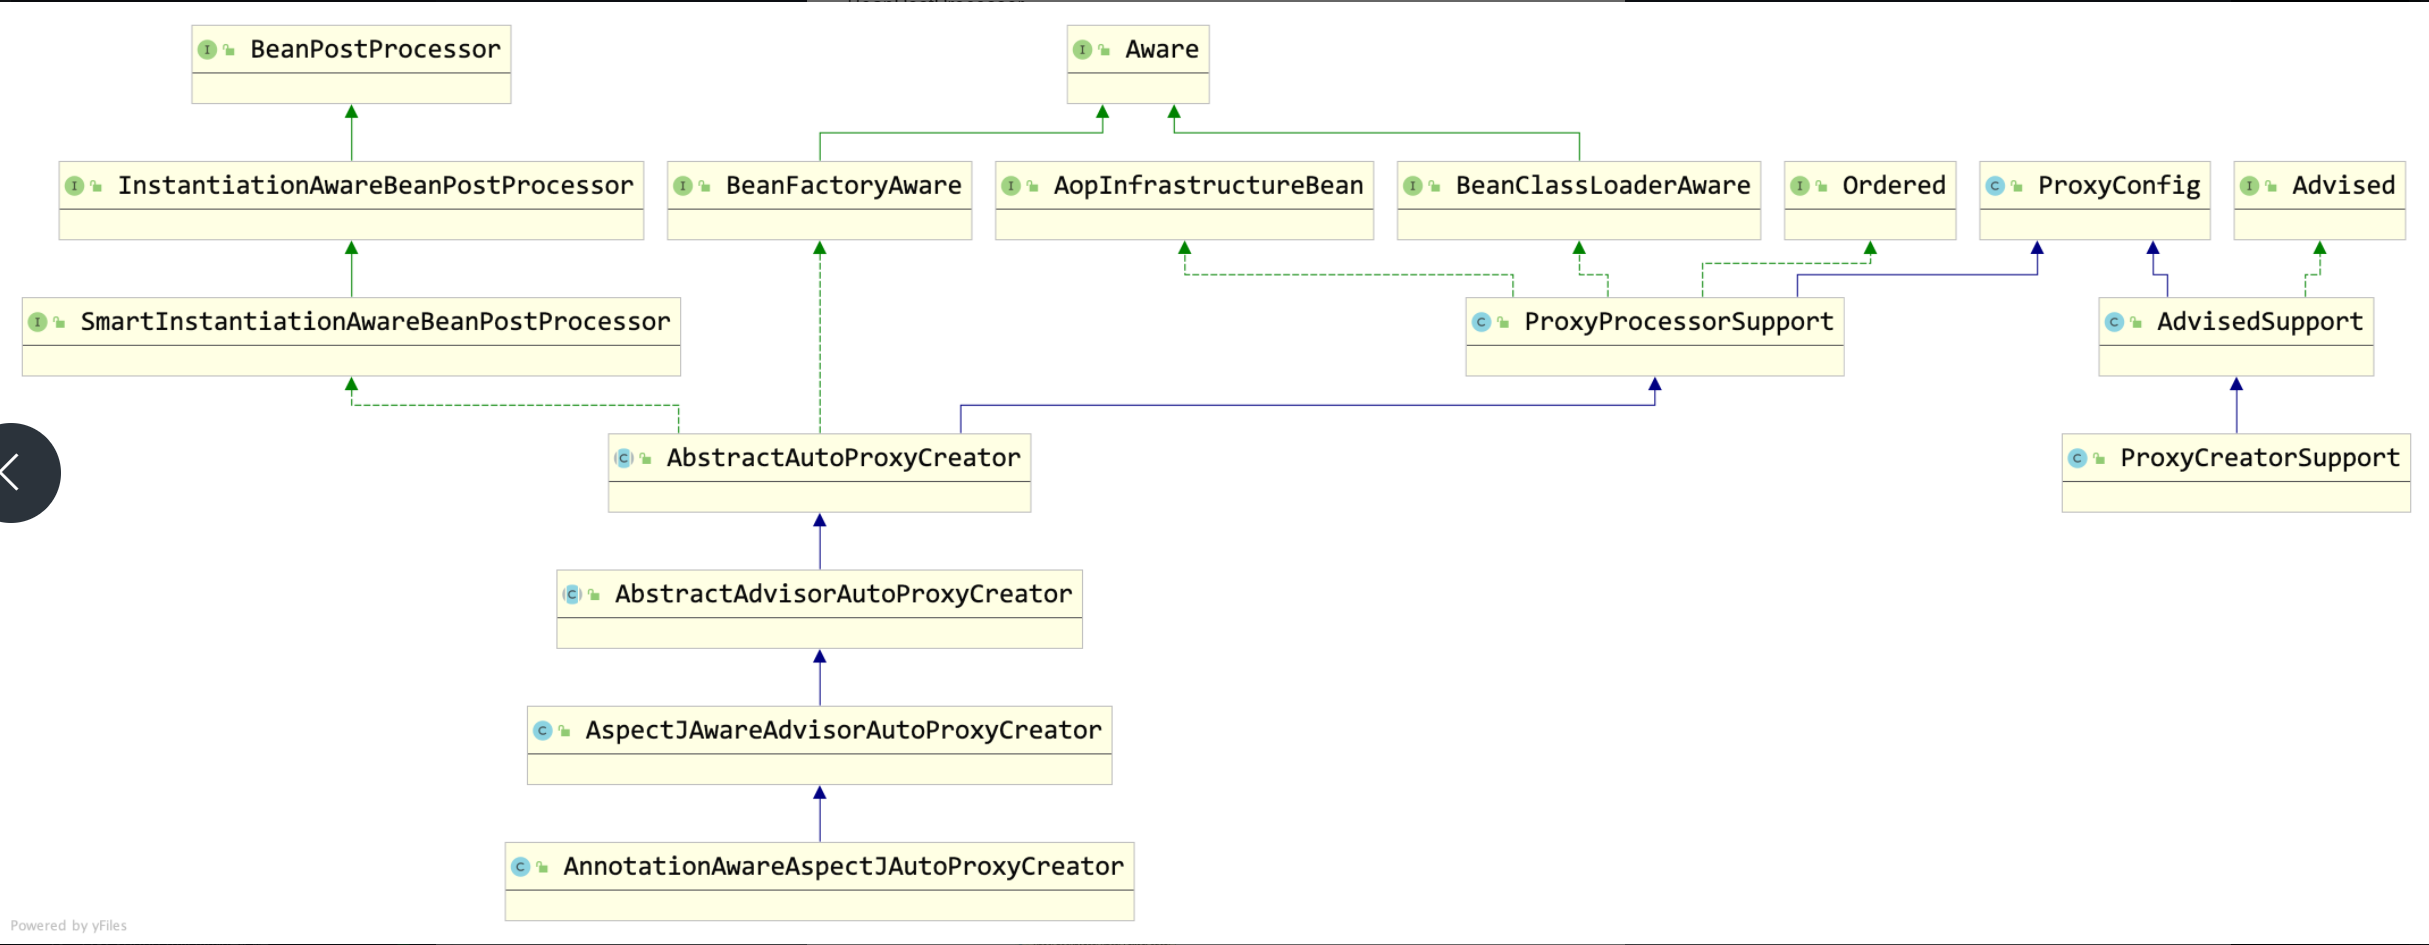 BeanPostProcessor
Aware
InstantiationAwareBeanPostProcessor
BeanFactoryAware
AopInfrastructureBean
BeanClassLoaderAware
Ordered
ProxyConfig
Advised
SmartInstantiationAwareBeanPostProcessor
ProxyProcessorSupport
AdvisedSupport
AbstractAutoProxyCreator
ProxyCreatorSupport
AbstractAdvisorAutoProxyCreator
AspectJAwareAdvisorAutoProxyCreator
AnnotationAwareAspectJAutoProxyCreator
Powered by yFiles